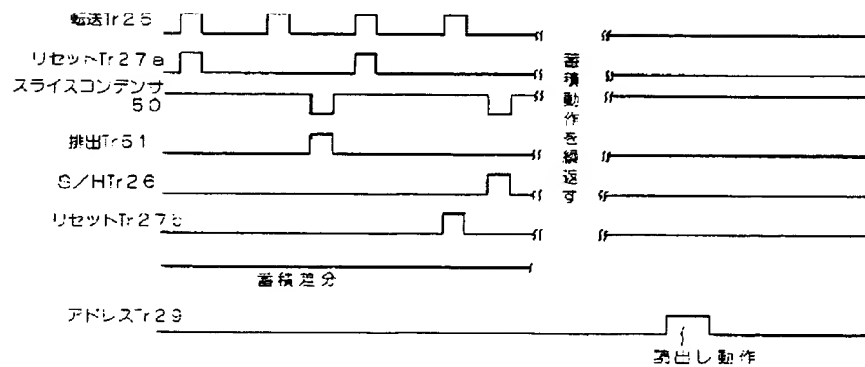 転送Tr25
リセットTr27a
スライスコンデンサ
50
排出Tr51
S/HTr26
リセットTr27b
蓄積動作を繰返す
蓄積差分
アドレスTr29
読出し動作